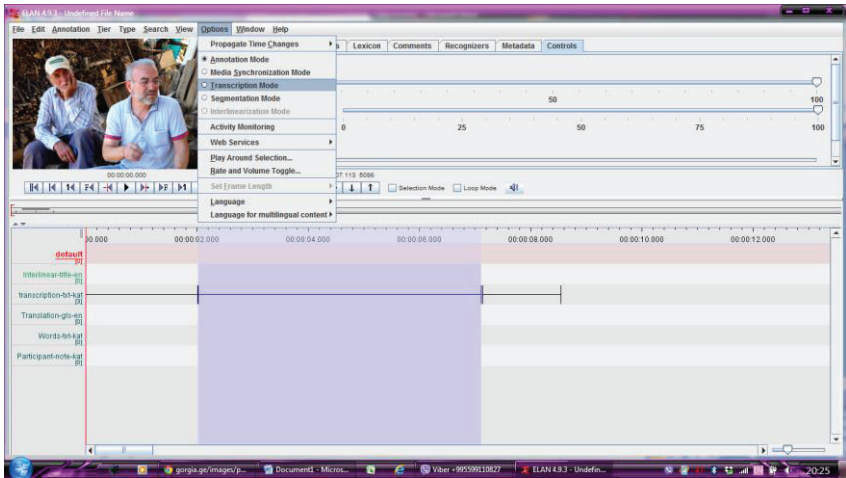 ELAN 4.9.3 - Undefined File Name
File Edit Annotation Tier Type Search View Options Window Help
Propagate Time Changes
Lexicon Comments Recognizers Metadata Controls
Annotation Mode
Media Synchronization Mode
Transcription Mode
Segmentation Mode
Interlinearization Mode
Activity Monitoring
Web Services
Play Around Selection...
Rate and Volume Toggle...
Set Frame Length
Language
Language for multilingual content
50 100
0 25 50 75 100
00:00:00.000
Selection Mode Loop Mode
00.000 00:00:02.000 00:00:04.000 00:00:06.000 00:00:08.000 00:00:10.000 00:00:12.000
default
[0]
Interlinear-title-en
[0]
transcription-txt-kat
[3]
Translation-gls-en
[0]
Words-txt-kat
[0]
Participant-note-kat
[0]
gorgia.ge/images/p... Document1 - Micros... Viber +995599110827 ELAN 4.9.3 - Undefin... 20:25